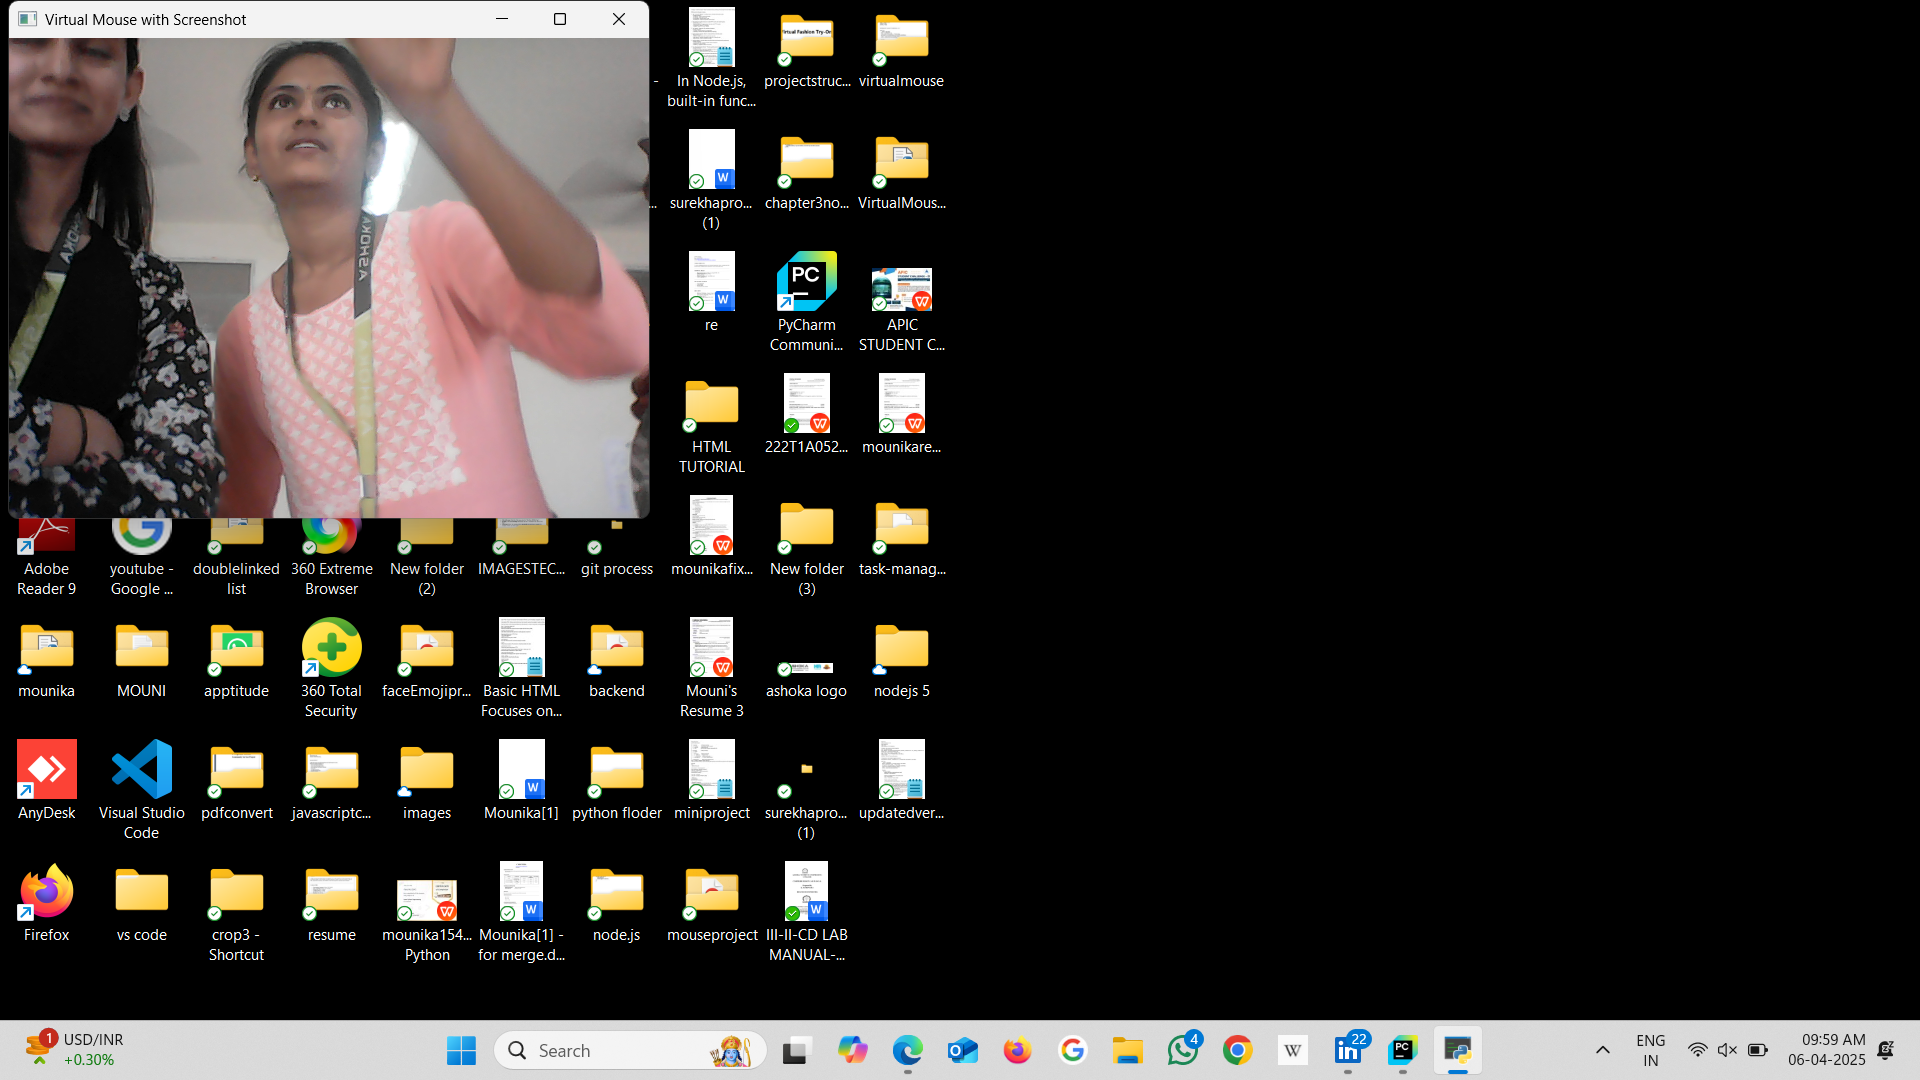 Virtual Mouse with Screenshot
In Node.js,
built-in func...
projectstruc...
virtualmouse
Virtual Fashion Try-On
surekhapro...
(1)
chapter3no...
VirtualMous...
re
PyCharm
Communi...
APIC
STUDENT C...
HTML
TUTORIAL
222T1A052...
mounikare...
Adobe
Reader 9
youtube -
Google ...
doublelinked
list
360 Extreme
Browser
New folder
(2)
IMAGESTEC...
git process
mounikafix...
New folder
(3)
task-manag...
mounika
MOUNI
apptitude
360 Total
Security
faceEmojipr...
Basic HTML
Focuses on...
backend
Mouni's
Resume 3
ashoka logo
nodejs 5
AnyDesk
Visual Studio
Code
pdfconvert
javascriptc...
images
Mounika[1]
python floder
miniproject
surekhapro...
(1)
updatedver...
Firefox
vs code
crop3 -
Shortcut
resume
mounika154...
Python
Mounika[1] -
for merge.d...
node.js
mouseproject
III-II-CD LAB
MANUAL-...
1
USD/INR
+0.30%
Search
4
22
ENG
IN
09:59 AM
06-04-2025